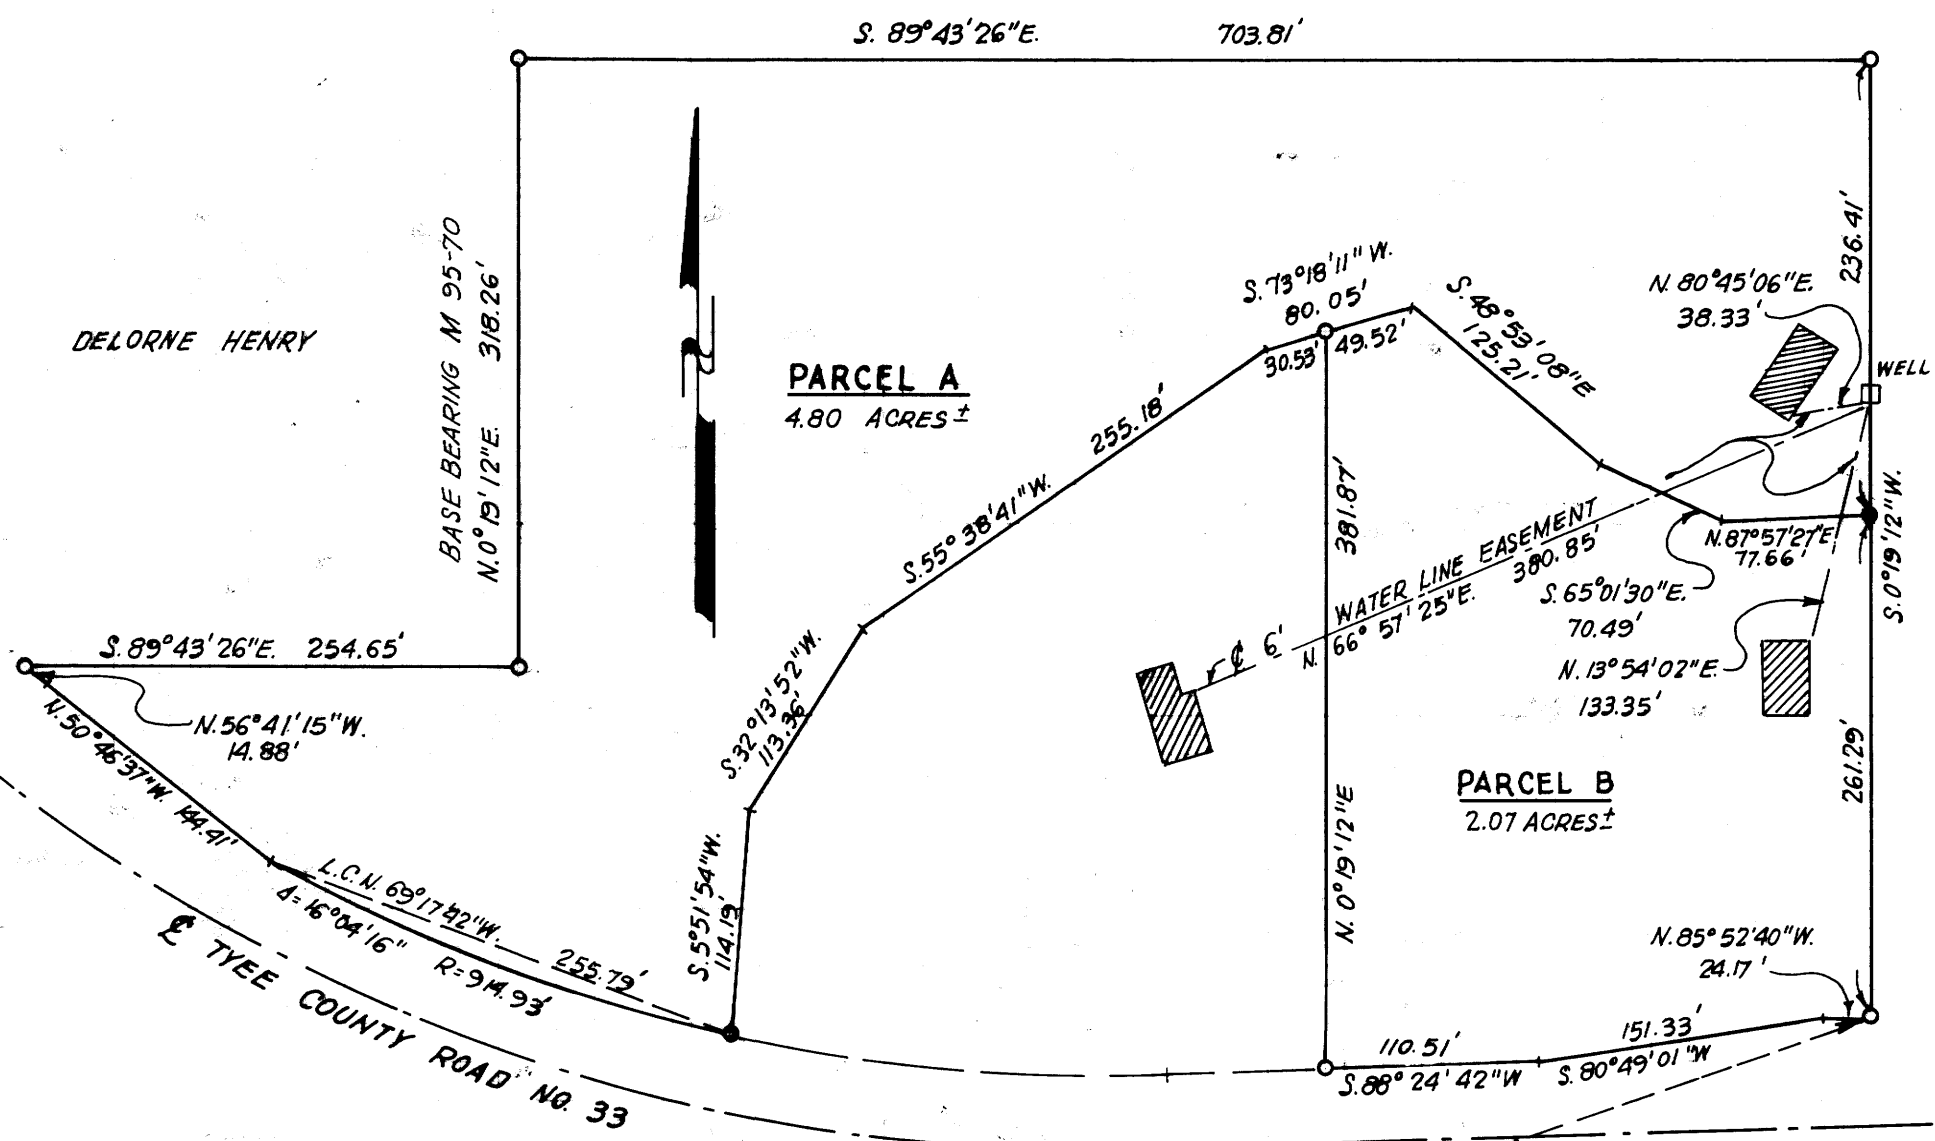 S. 89°43'26"E. 703.81'
BASE BEARING M 95-70
N.0°19'12"E. 318.26'
DELORNE HENRY
PARCEL A
4.80 ACRES±
S.73°18'11"W.
80.05'
30.53'
49.52'
S.48°53'08"E
125.21'
N.80°45'06"E.
38.33'
236.41'
WELL
255.18'
S.55°38'41"W.
381.87'
WATER LINE EASEMENT
380.85'
N. 66°57'25"E.
₵ 6'
N.87°57'27"E
77.66'
S.65°01'30"E.
70.49'
N.13°54'02"E.
133.35'
S.0°19'12"W.
261.29'
S.89°43'26"E. 254.65'
N.56°41'15"W.
14.88'
N.50°46'37"W. 144.41'
S.32°13'52"W.
113.36'
PARCEL B
2.07 ACRES±
S.5°51'54"W.
114.19'
N.0°19'12"E
L.C.N. 69°17'42"W. 255.79'
Δ=16°04'16" R=914.93'
₵ TYEE COUNTY ROAD NO. 33
N.85°52'40"W.
24.17'
110.51'
S.88°24'42"W
151.33'
S.80°49'01"W